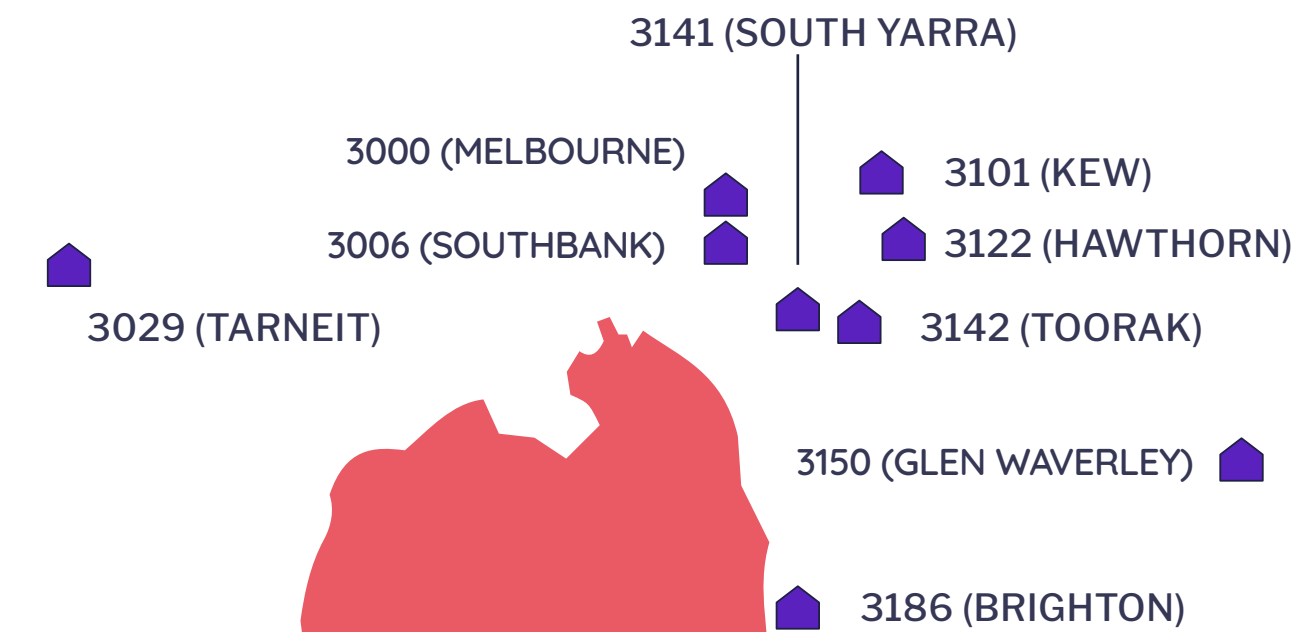 3141 (SOUTH YARRA)
3000 (MELBOURNE)
3101 (KEW)
3006 (SOUTHBANK)
3122 (HAWTHORN)
3029 (TARNEIT)
3142 (TOORAK)
3150 (GLEN WAVERLEY)
3186 (BRIGHTON)